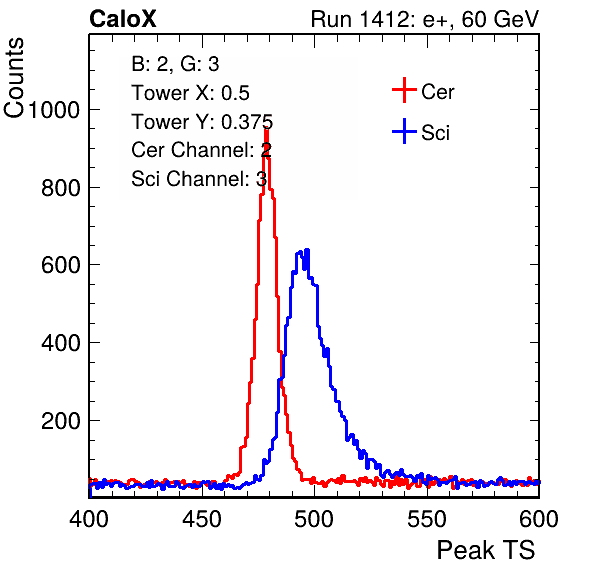 CaloX Run 1412: e+, 60 GeV
Counts
B: 2, G: 3
Tower X: 0.5
Tower Y: 0.375
Cer Channel: 2
Sci Channel: 3
Cer
Sci
1000
800
600
400
200
400 450 500 550 600
Peak TS